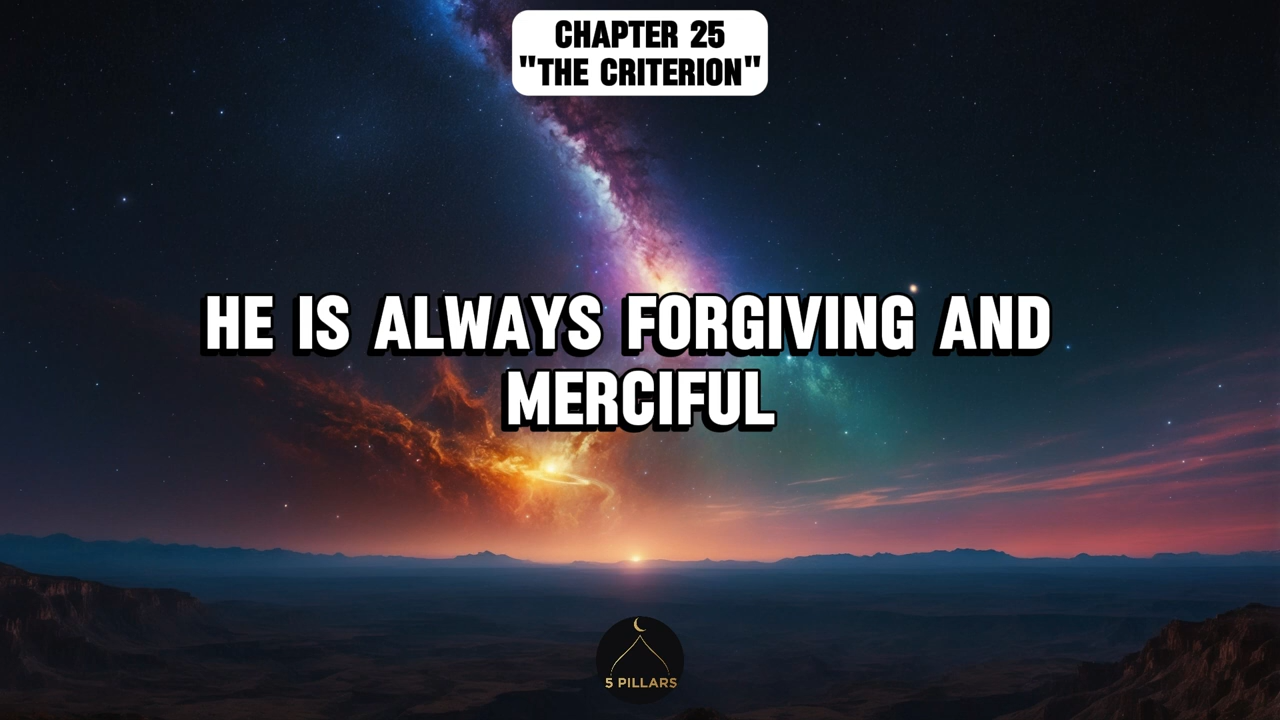 CHAPTER 25
"THE CRITERION"
HE IS ALWAYS FORGIVING AND
MERCIFUL
5 PILLARS